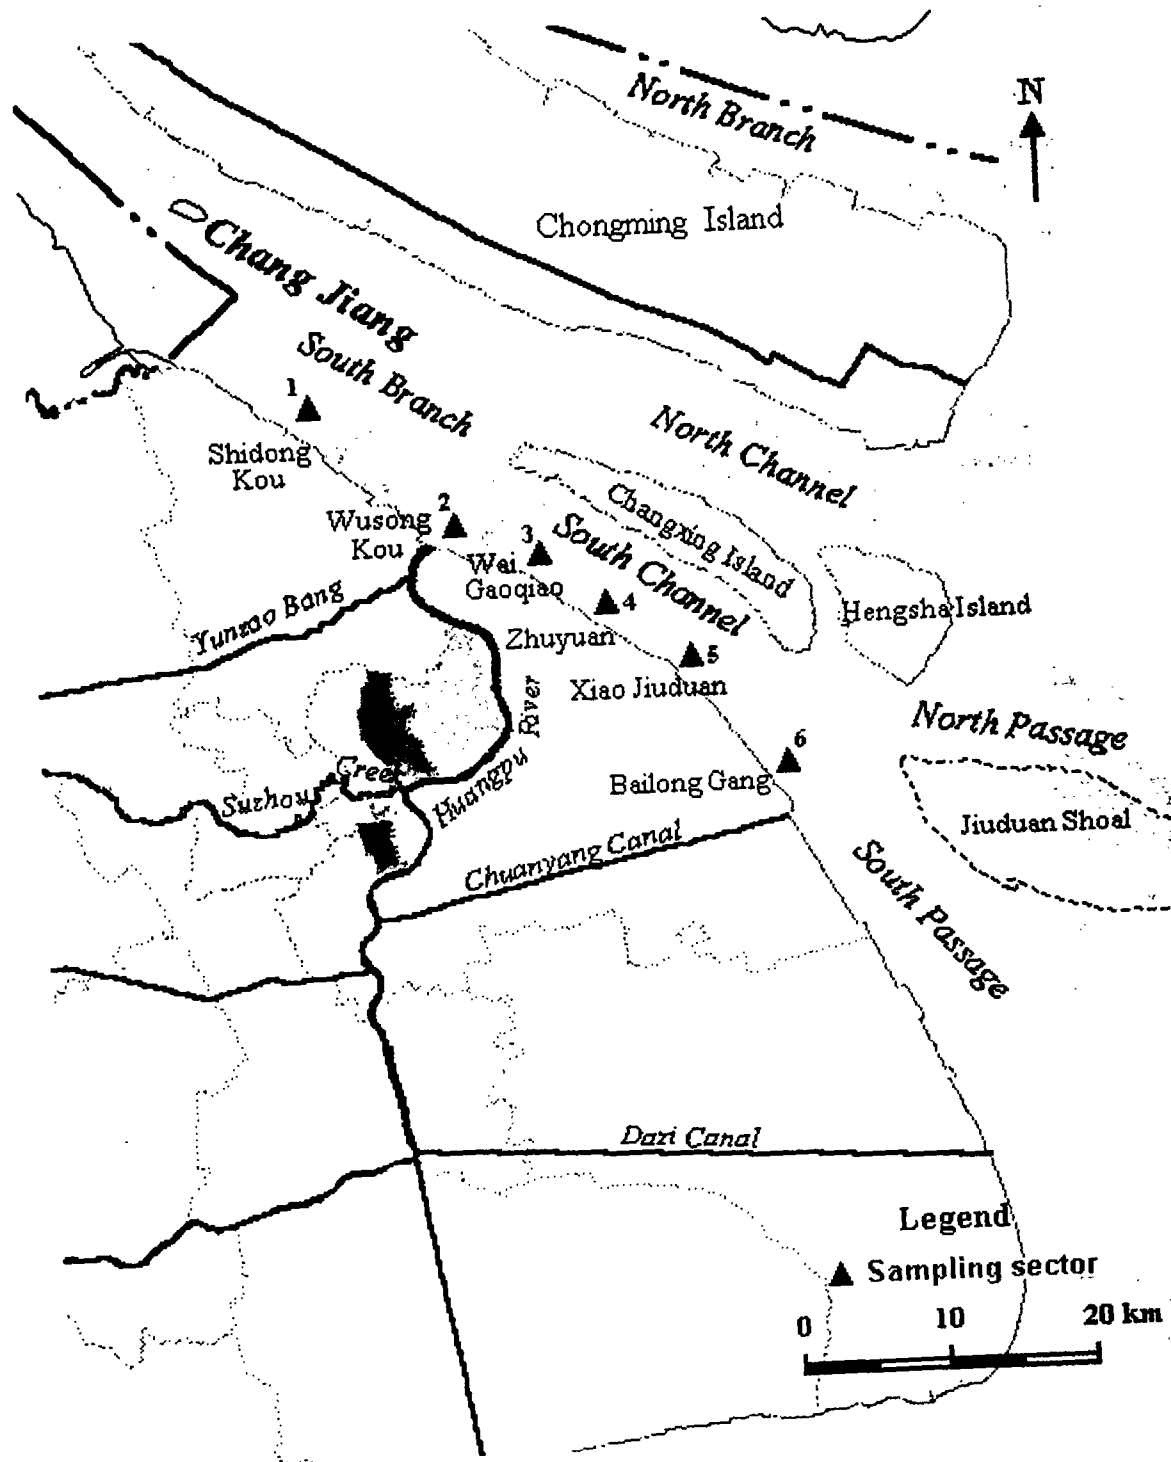 North Branch
N
Chongming Island
Chang Jiang
South Branch
1
Shidong
Kou
North Channel
Changxing Island
2
Wusong
Kou
3
South Channel
Wai
Gaoqiao
4
Hengsha Island
Yunzao Bang
Zhuyuan
5
Xiao Jiuduan
North Passage
6
Bailong Gang
Jiuduan Shoal
Suzhou Creek
Huangpu River
Chuanyang Canal
South Passage
Dazi Canal
Legend
Sampling sector
0 10 20 km